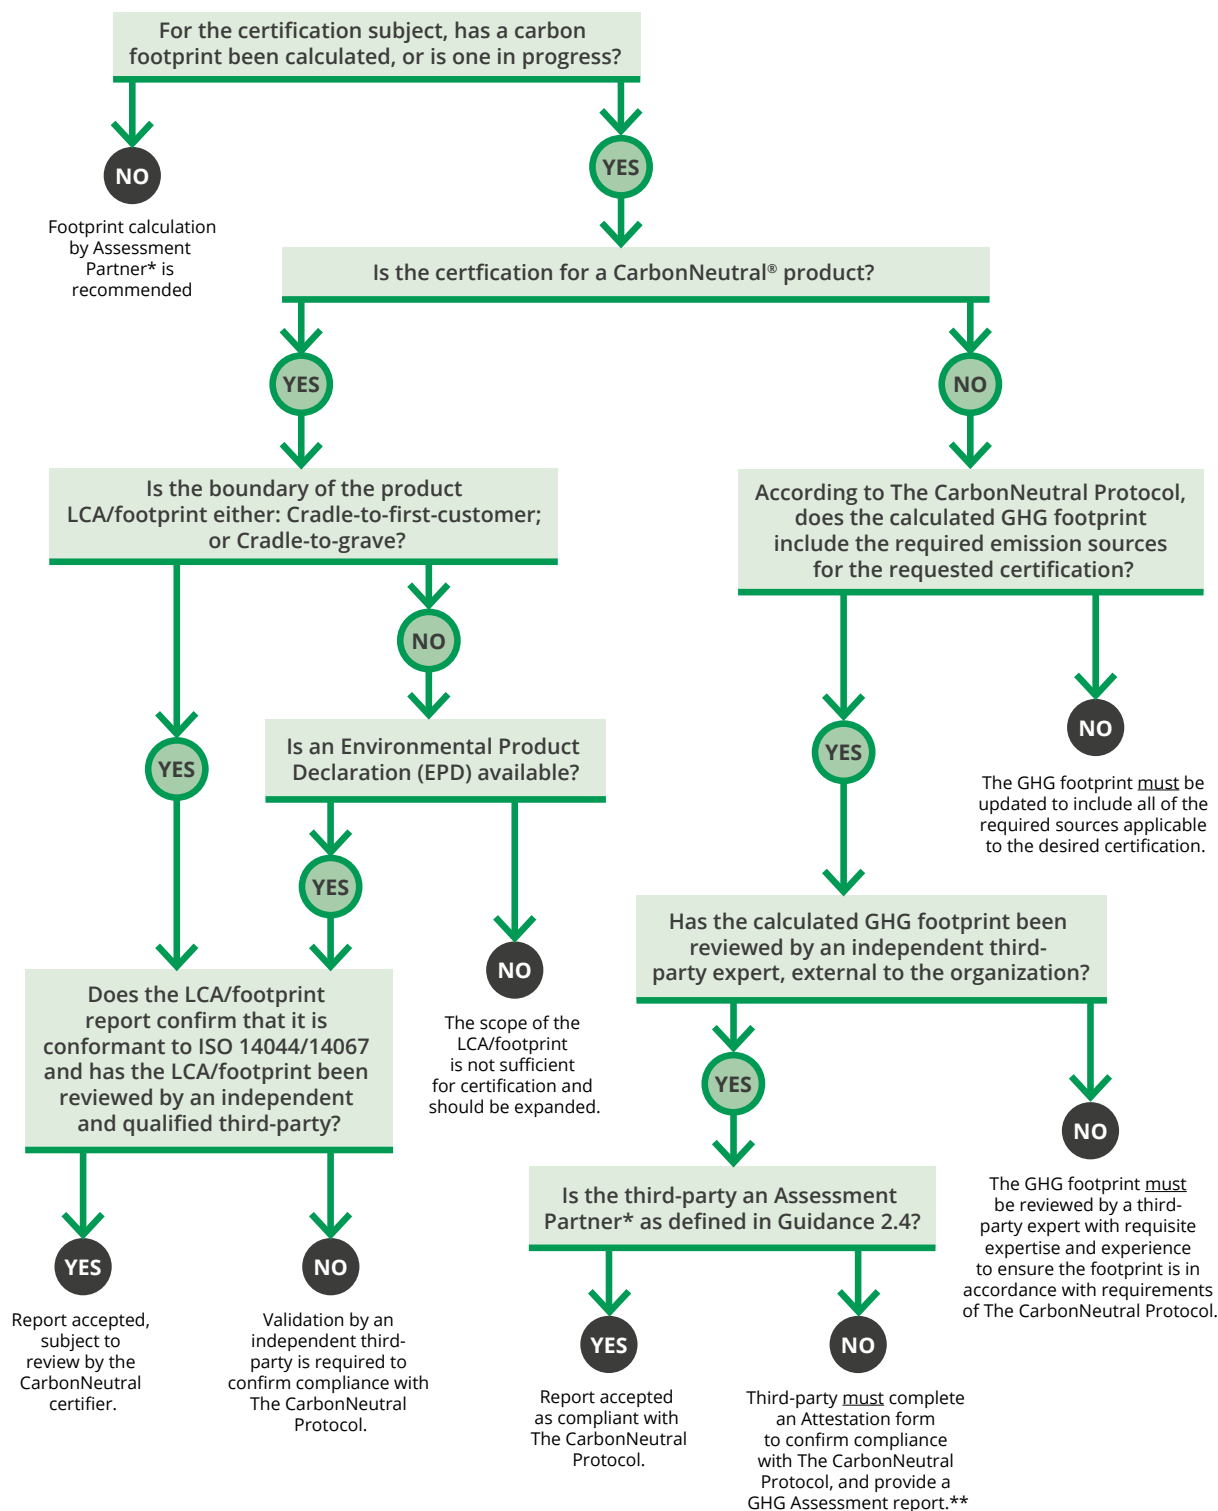 For the certification subject, has a carbon
footprint been calculated, or is one in progress?
NO
Footprint calculation
by Assessment
Partner* is
recommended
YES
Is the certfication for a CarbonNeutral® product?
YES
NO
Is the boundary of the product
LCA/footprint either: Cradle-to-first-customer;
or Cradle-to-grave?
According to The CarbonNeutral Protocol,
does the calculated GHG footprint
include the required emission sources
for the requested certification?
YES
NO
Is an Environmental Product
Declaration (EPD) available?
YES
NO
The scope of the
LCA/footprint
is not sufficient
for certification and
should be expanded.
YES
NO
The GHG footprint must be
updated to include all of the
required sources applicable
to the desired certification.
Does the LCA/footprint
report confirm that it is
conformant to ISO 14044/14067
and has the LCA/footprint been
reviewed by an independent
and qualified third-party?
YES
Report accepted,
subject to
review by the
CarbonNeutral
certifier.
NO
Validation by an
independent third-
party is required to
confirm compliance with
The CarbonNeutral
Protocol.
Has the calculated GHG footprint been
reviewed by an independent third-
party expert, external to the organization?
YES
NO
The GHG footprint must
be reviewed by a third-
party expert with requisite
expertise and experience
to ensure the footprint is in
accordance with requirements
of The CarbonNeutral Protocol.
Is the third-party an Assessment
Partner* as defined in Guidance 2.4?
YES
Report accepted
as compliant with
The CarbonNeutral
Protocol.
NO
Third-party must complete
an Attestation form
to confirm compliance
with The CarbonNeutral
Protocol, and provide a
GHG Assessment report.**